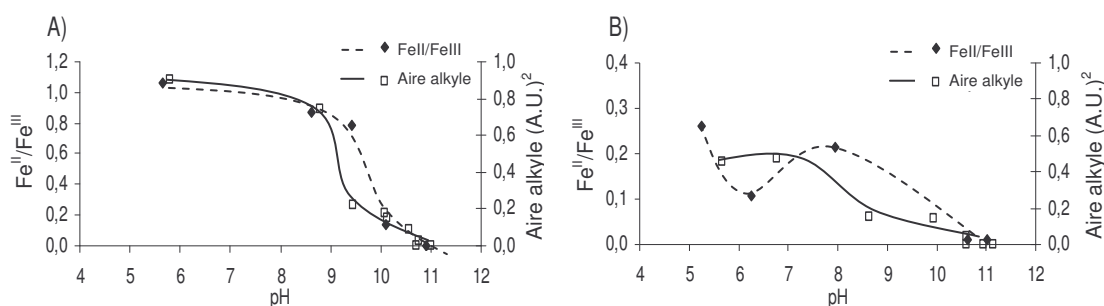 A)
FeII/FeIII
Aire alkyle
1,2
1,0
0,8
0,6
0,4
0,2
0,0
Fe^II/Fe^III
1,0
0,8
0,6
0,4
0,2
0,0
Aire alkyle (A.U.)^2
4 5 6 7 8 9 10 11 12
pH
B)
FeII/FeIII
Aire alkyle
0,4
0,3
0,2
0,1
0,0
Fe^II/Fe^III
1,0
0,8
0,6
0,4
0,2
0,0
Aire alkyle (A.U.)^2
4 5 6 7 8 9 10 11 12
pH